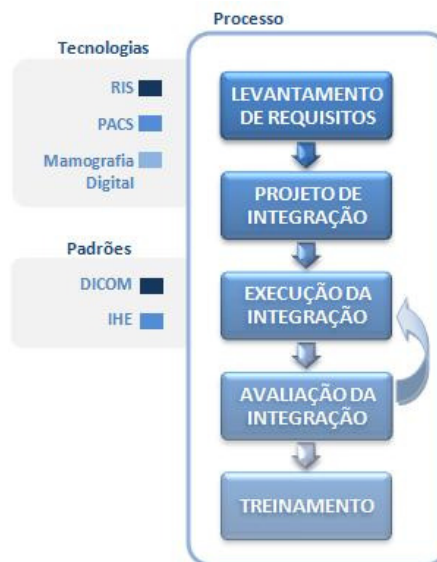 Processo
Tecnologias
RIS
PACS
Mamografia
Digital
Padrões
DICOM
IHE
LEVANTAMENTO
DE REQUISITOS
PROJETO DE
INTEGRAÇÃO
EXECUÇÃO DA
INTEGRAÇÃO
AVALIAÇÃO DA
INTEGRAÇÃO
TREINAMENTO